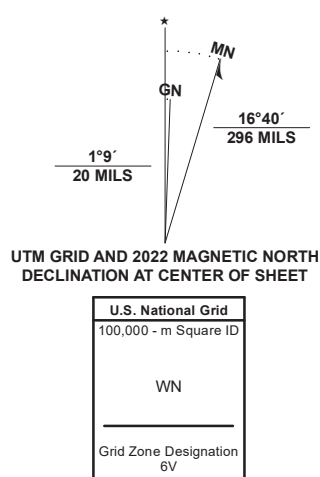 ★
MN
GN
16°40´
296 MILS
1°9´
20 MILS
UTM GRID AND 2022 MAGNETIC NORTH
DECLINATION AT CENTER OF SHEET
U.S. National Grid
100,000 - m Square ID
WN
Grid Zone Designation
6V